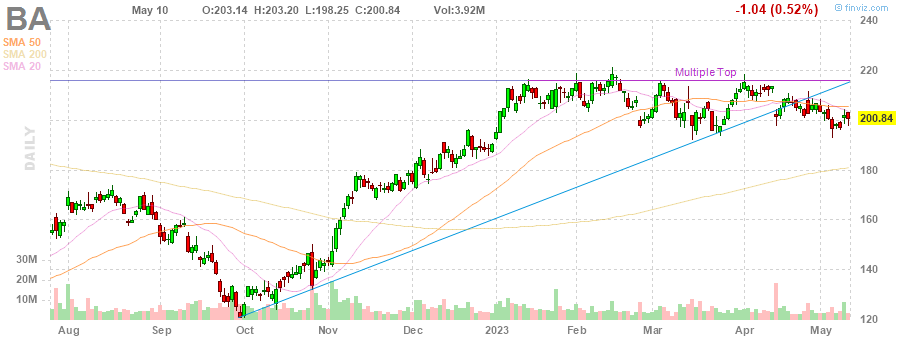 BA May 10 O:203.14 H:203.20 L:198.25 C:200.84 Vol:3.92M -1.04 (0.52%) © finviz.com
SMA 50
SMA 200
SMA 20
DAILY
Multiple Top
240
220
200.84
180
160
140
120
30M
20M
10M
Aug Sep Oct Nov Dec 2023 Feb Mar Apr May